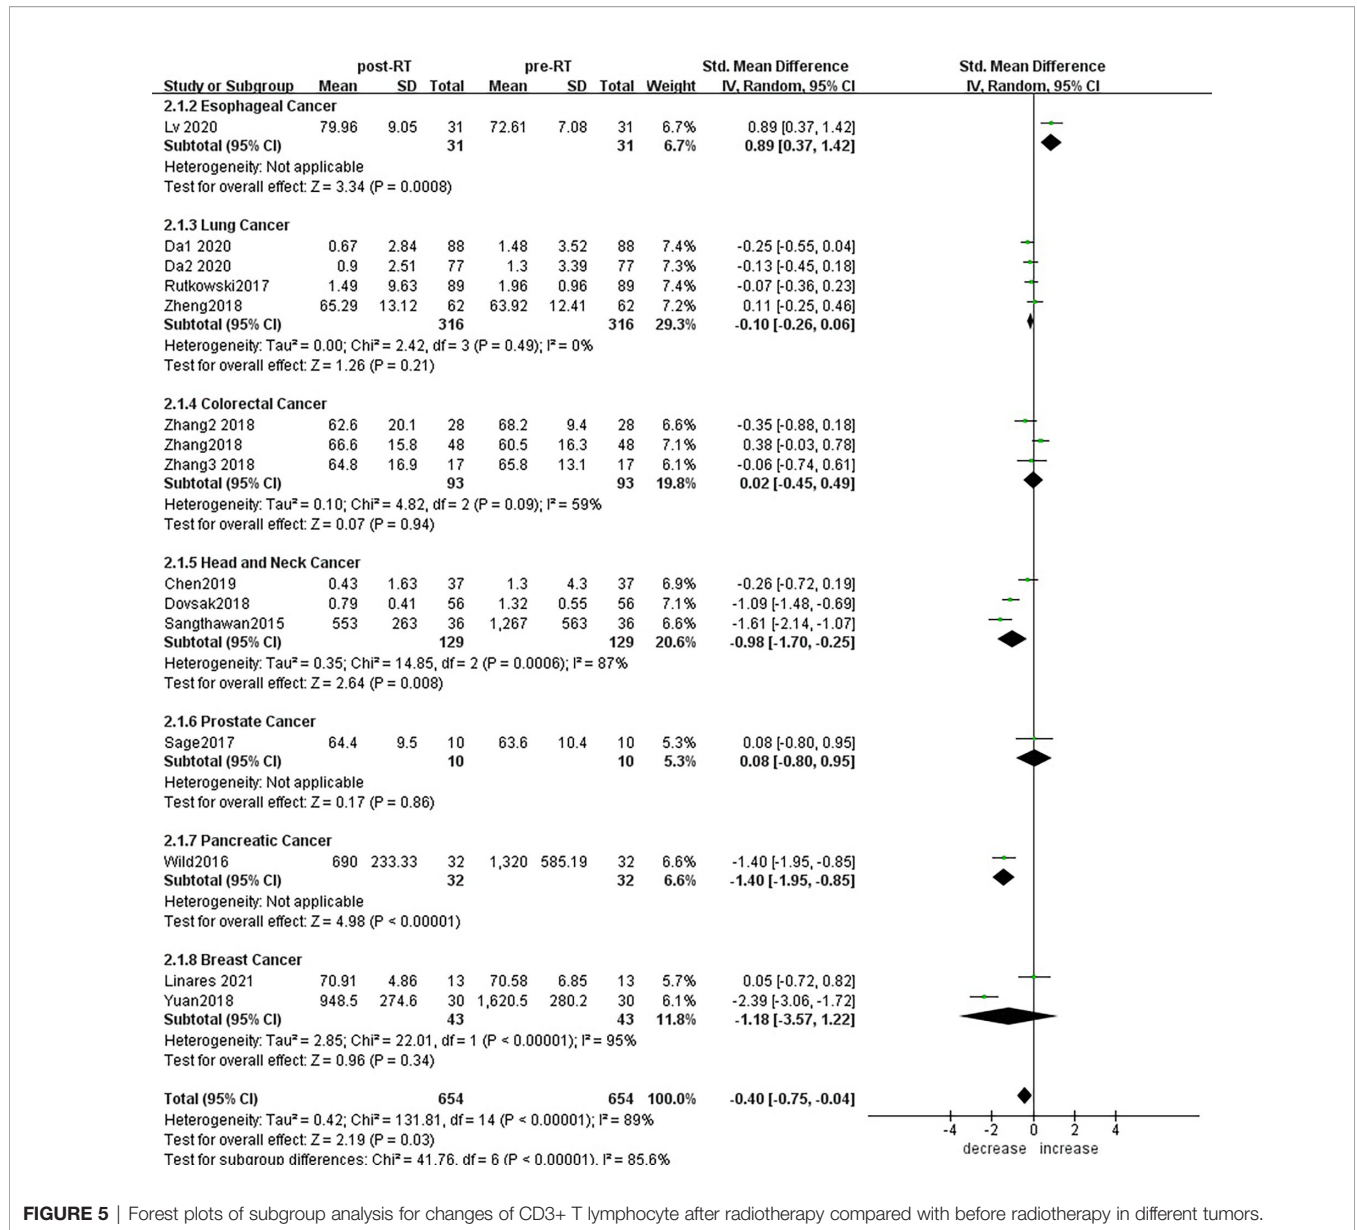 post-RT pre-RT Std. Mean Difference Std. Mean Difference
Study or Subgroup Mean SD Total Mean SD Total Weight IV, Random, 95% CI IV, Random, 95% CI
2.1.2 Esophageal Cancer
Lv 2020 79.96 9.05 31 72.61 7.08 31 6.7% 0.89 [0.37, 1.42]
Subtotal (95% CI) 31 31 6.7% 0.89 [0.37, 1.42]
Heterogeneity: Not applicable
Test for overall effect: Z = 3.34 (P = 0.0008)
2.1.3 Lung Cancer
Da1 2020 0.67 2.84 88 1.48 3.52 88 7.4% -0.25 [-0.55, 0.04]
Da2 2020 0.9 2.51 77 1.3 3.39 77 7.3% -0.13 [-0.45, 0.18]
Rutkowski2017 1.49 9.63 89 1.96 0.96 89 7.4% -0.07 [-0.36, 0.23]
Zheng2018 65.29 13.12 62 63.92 12.41 62 7.2% 0.11 [-0.25, 0.46]
Subtotal (95% CI) 316 316 29.3% -0.10 [-0.26, 0.06]
Heterogeneity: Tau² = 0.00; Chi² = 2.42, df = 3 (P = 0.49); I² = 0%
Test for overall effect: Z = 1.26 (P = 0.21)
2.1.4 Colorectal Cancer
Zhang2 2018 62.6 20.1 28 68.2 9.4 28 6.6% -0.35 [-0.88, 0.18]
Zhang2018 66.6 15.8 48 60.5 16.3 48 7.1% 0.38 [-0.03, 0.78]
Zhang3 2018 64.8 16.9 17 65.8 13.1 17 6.1% -0.06 [-0.74, 0.61]
Subtotal (95% CI) 93 93 19.8% 0.02 [-0.45, 0.49]
Heterogeneity: Tau² = 0.10; Chi² = 4.82, df = 2 (P = 0.09); I² = 59%
Test for overall effect: Z = 0.07 (P = 0.94)
2.1.5 Head and Neck Cancer
Chen2019 0.43 1.63 37 1.3 4.3 37 6.9% -0.26 [-0.72, 0.19]
Dovsak2018 0.79 0.41 56 1.32 0.55 56 7.1% -1.09 [-1.48, -0.69]
Sangthawan2015 553 263 36 1,267 563 36 6.6% -1.61 [-2.14, -1.07]
Subtotal (95% CI) 129 129 20.6% -0.98 [-1.70, -0.25]
Heterogeneity: Tau² = 0.35; Chi² = 14.85, df = 2 (P = 0.0006); I² = 87%
Test for overall effect: Z = 2.64 (P = 0.008)
2.1.6 Prostate Cancer
Sage2017 64.4 9.5 10 63.6 10.4 10 5.3% 0.08 [-0.80, 0.95]
Subtotal (95% CI) 10 10 5.3% 0.08 [-0.80, 0.95]
Heterogeneity: Not applicable
Test for overall effect: Z = 0.17 (P = 0.86)
2.1.7 Pancreatic Cancer
Wild2016 690 233.33 32 1,320 585.19 32 6.6% -1.40 [-1.95, -0.85]
Subtotal (95% CI) 32 32 6.6% -1.40 [-1.95, -0.85]
Heterogeneity: Not applicable
Test for overall effect: Z = 4.98 (P < 0.00001)
2.1.8 Breast Cancer
Linares 2021 70.91 4.86 13 70.58 6.85 13 5.7% 0.05 [-0.72, 0.82]
Yuan2018 948.5 274.6 30 1,620.5 280.2 30 6.1% -2.39 [-3.06, -1.72]
Subtotal (95% CI) 43 43 11.8% -1.18 [-3.57, 1.22]
Heterogeneity: Tau² = 2.85; Chi² = 22.01, df = 1 (P < 0.00001); I² = 95%
Test for overall effect: Z = 0.96 (P = 0.34)
Total (95% CI) 654 654 100.0% -0.40 [-0.75, -0.04]
Heterogeneity: Tau² = 0.42; Chi² = 131.81, df = 14 (P < 0.00001); I² = 89%
Test for overall effect: Z = 2.19 (P = 0.03)
Test for subgroup differences: Chi² = 41.76, df = 6 (P < 0.00001), I² = 85.6%
-4 -2 0 2 4
decrease increase
FIGURE 5 | Forest plots of subgroup analysis for changes of CD3+ T lymphocyte after radiotherapy compared with before radiotherapy in different tumors.